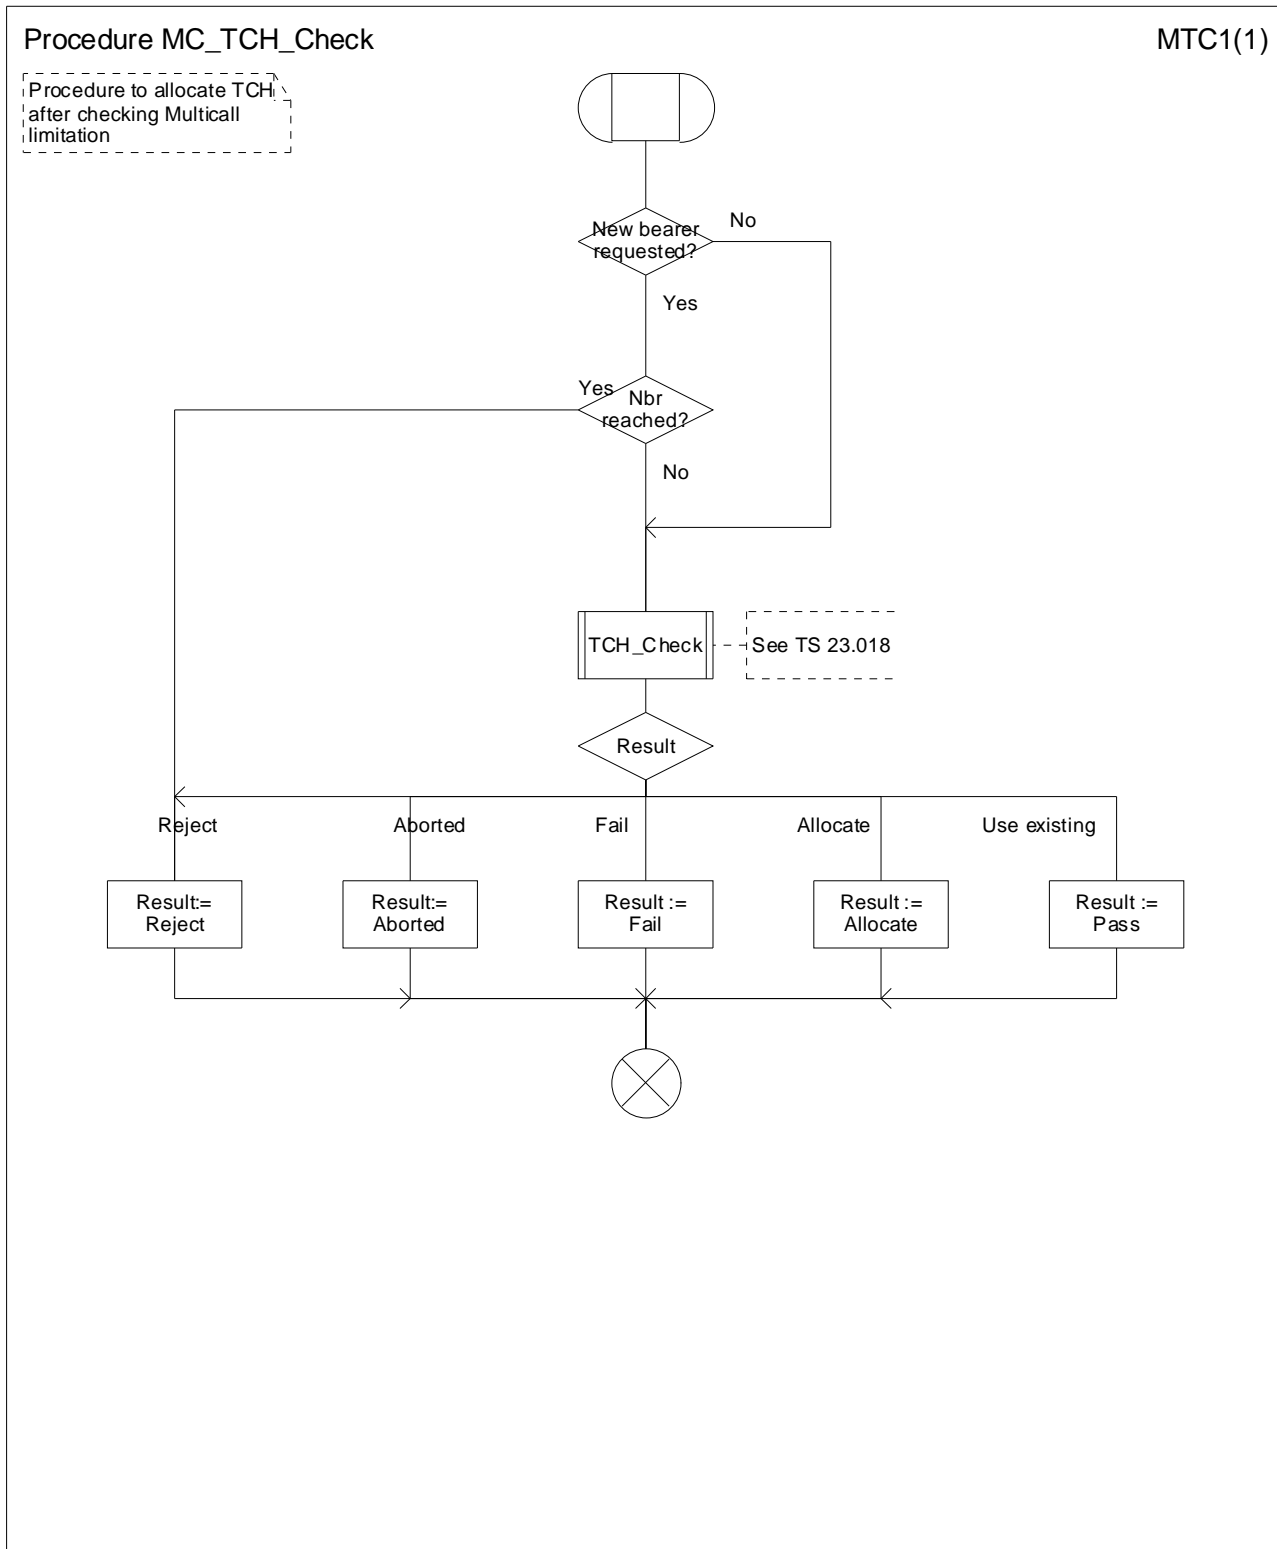 Procedure MC_TCH_Check
MTC1(1)
Procedure to allocate TCH
after checking Multicall
limitation
New bearer
requested?
No
Yes
Yes
Nbr
reached?
No
TCH_Check
See TS 23.018
Result
Reject
Aborted
Fail
Allocate
Use existing
Result:=
Reject
Result:=
Aborted
Result :=
Fail
Result :=
Allocate
Result :=
Pass